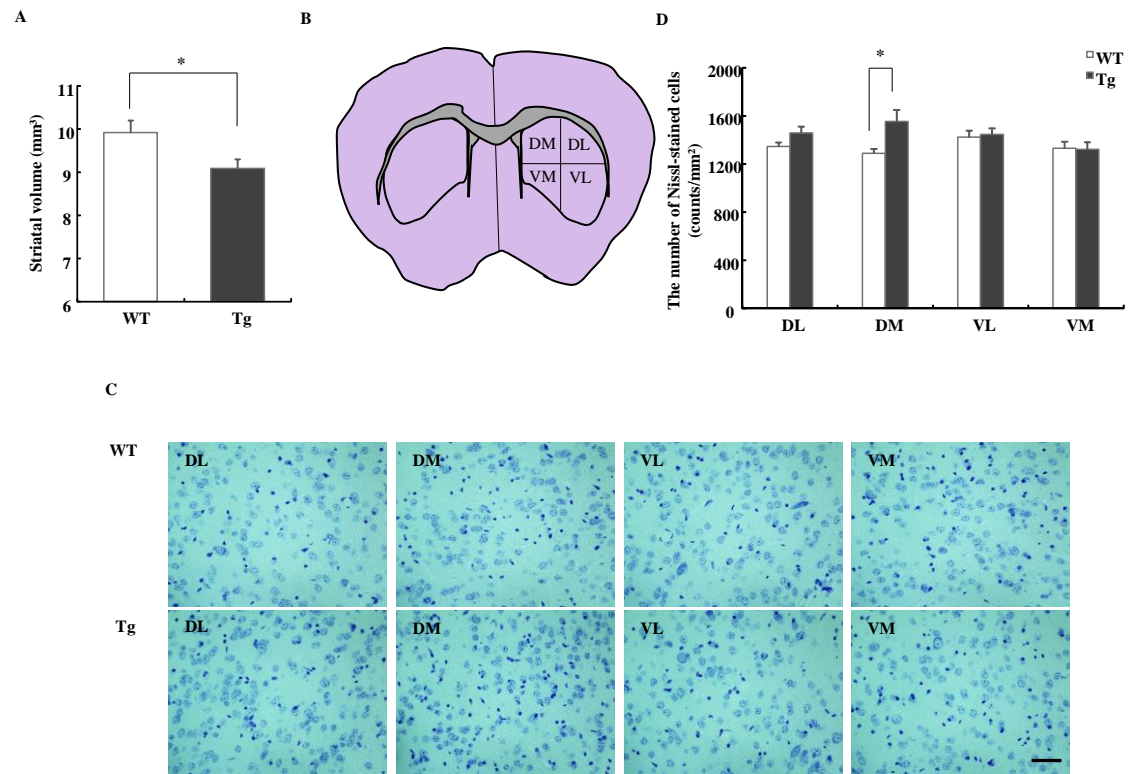 A
B
D
*
Striatal volume (mm³)
11
10
9
8
7
6
WT
Tg
DM
DL
VM
VL
WT
Tg
*
The number of Nissl-stained cells
(counts/mm²)
2000
1600
1200
800
400
0
DL
DM
VL
VM
C
WT
DL
DM
VL
VM
Tg
DL
DM
VL
VM